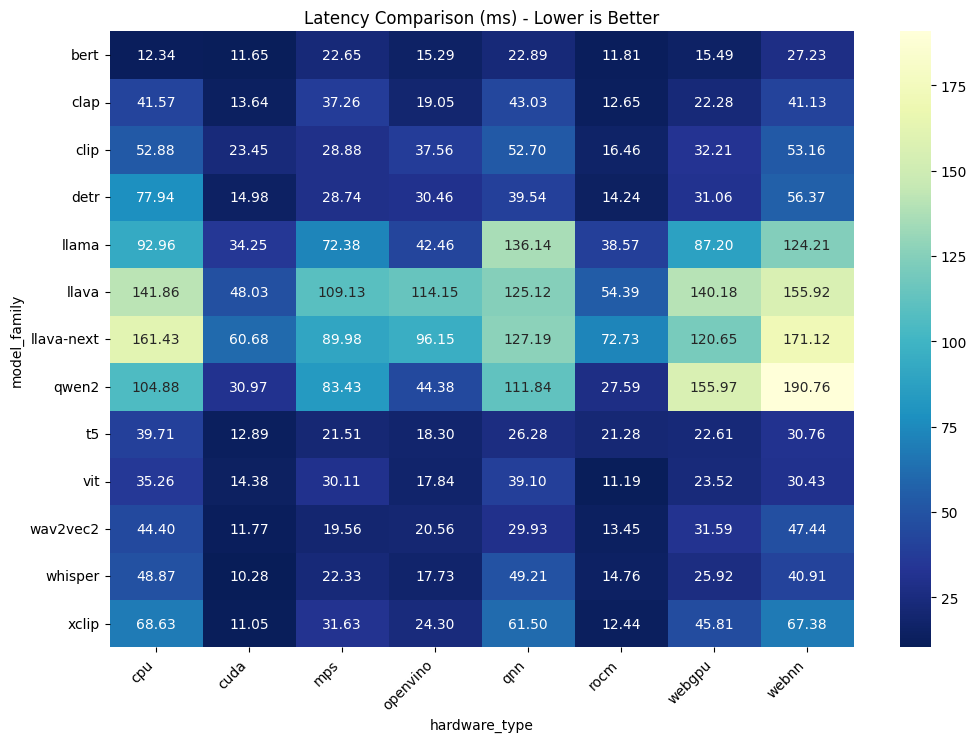 Latency Comparison (ms) - Lower is Better
model_family
bert 12.34 11.65 22.65 15.29 22.89 11.81 15.49 27.23
clap 41.57 13.64 37.26 19.05 43.03 12.65 22.28 41.13
clip 52.88 23.45 28.88 37.56 52.70 16.46 32.21 53.16
detr 77.94 14.98 28.74 30.46 39.54 14.24 31.06 56.37
llama 92.96 34.25 72.38 42.46 136.14 38.57 87.20 124.21
llava 141.86 48.03 109.13 114.15 125.12 54.39 140.18 155.92
llava-next 161.43 60.68 89.98 96.15 127.19 72.73 120.65 171.12
qwen2 104.88 30.97 83.43 44.38 111.84 27.59 155.97 190.76
t5 39.71 12.89 21.51 18.30 26.28 21.28 22.61 30.76
vit 35.26 14.38 30.11 17.84 39.10 11.19 23.52 30.43
wav2vec2 44.40 11.77 19.56 20.56 29.93 13.45 31.59 47.44
whisper 48.87 10.28 22.33 17.73 49.21 14.76 25.92 40.91
xclip 68.63 11.05 31.63 24.30 61.50 12.44 45.81 67.38
cpu cuda mps openvino qnn rocm webgpu webnn
hardware_type
175
150
125
100
75
50
25